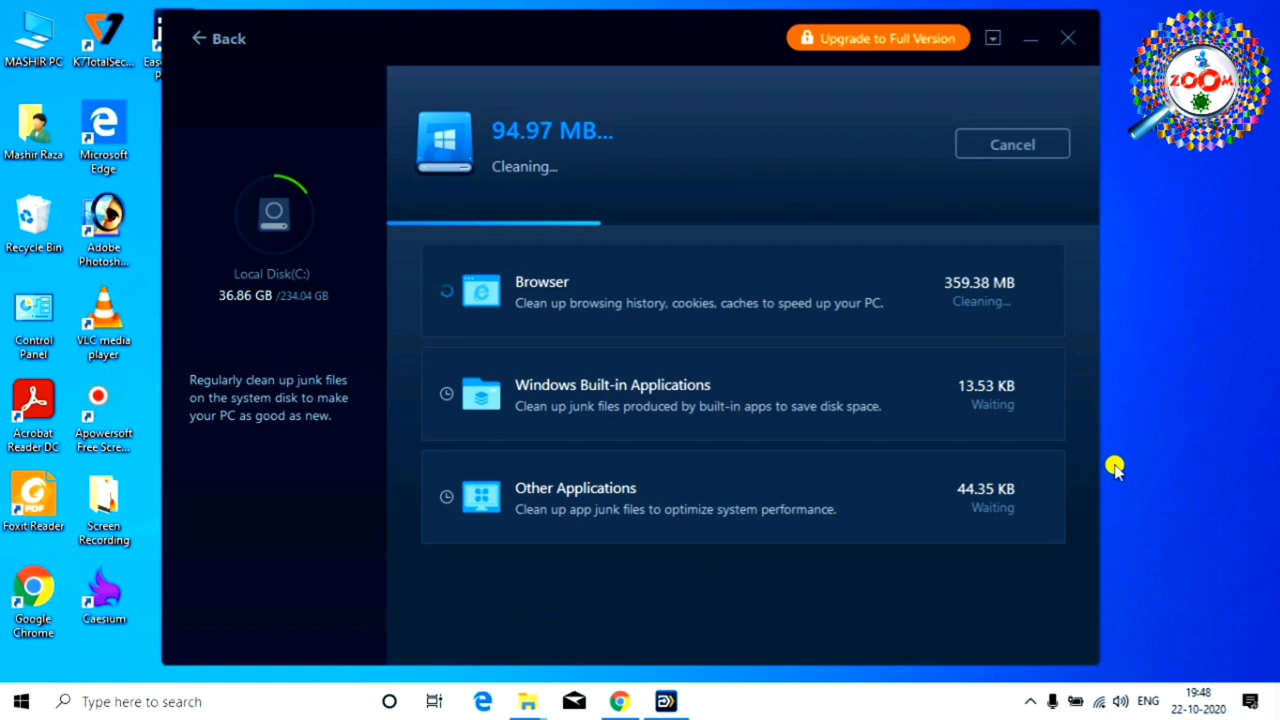 Back
Upgrade to Full Version
94.97 MB...
Cleaning...
Cancel
Local Disk(C:)
36.86 GB /234.04 GB
Regularly clean up junk files
on the system disk to make
your PC as good as new.
Browser
Clean up browsing history, cookies, caches to speed up your PC.
359.38 MB
Cleaning...
Windows Built-in Applications
Clean up junk files produced by built-in apps to save disk space.
13.53 KB
Waiting
Other Applications
Clean up app junk files to optimize system performance.
44.35 KB
Waiting
ZOOM
MASHIR PC
K7TotalSec...
Mashir Raza
Microsoft
Edge
Recycle Bin
Adobe
Photosh...
Control
Panel
VLC media
player
Acrobat
Reader DC
Apowersoft
Free Scre...
Foxit Reader
PDF
Screen
Recording
Google
Chrome
Caesium
Type here to search
ENG
19:48
22-10-2020